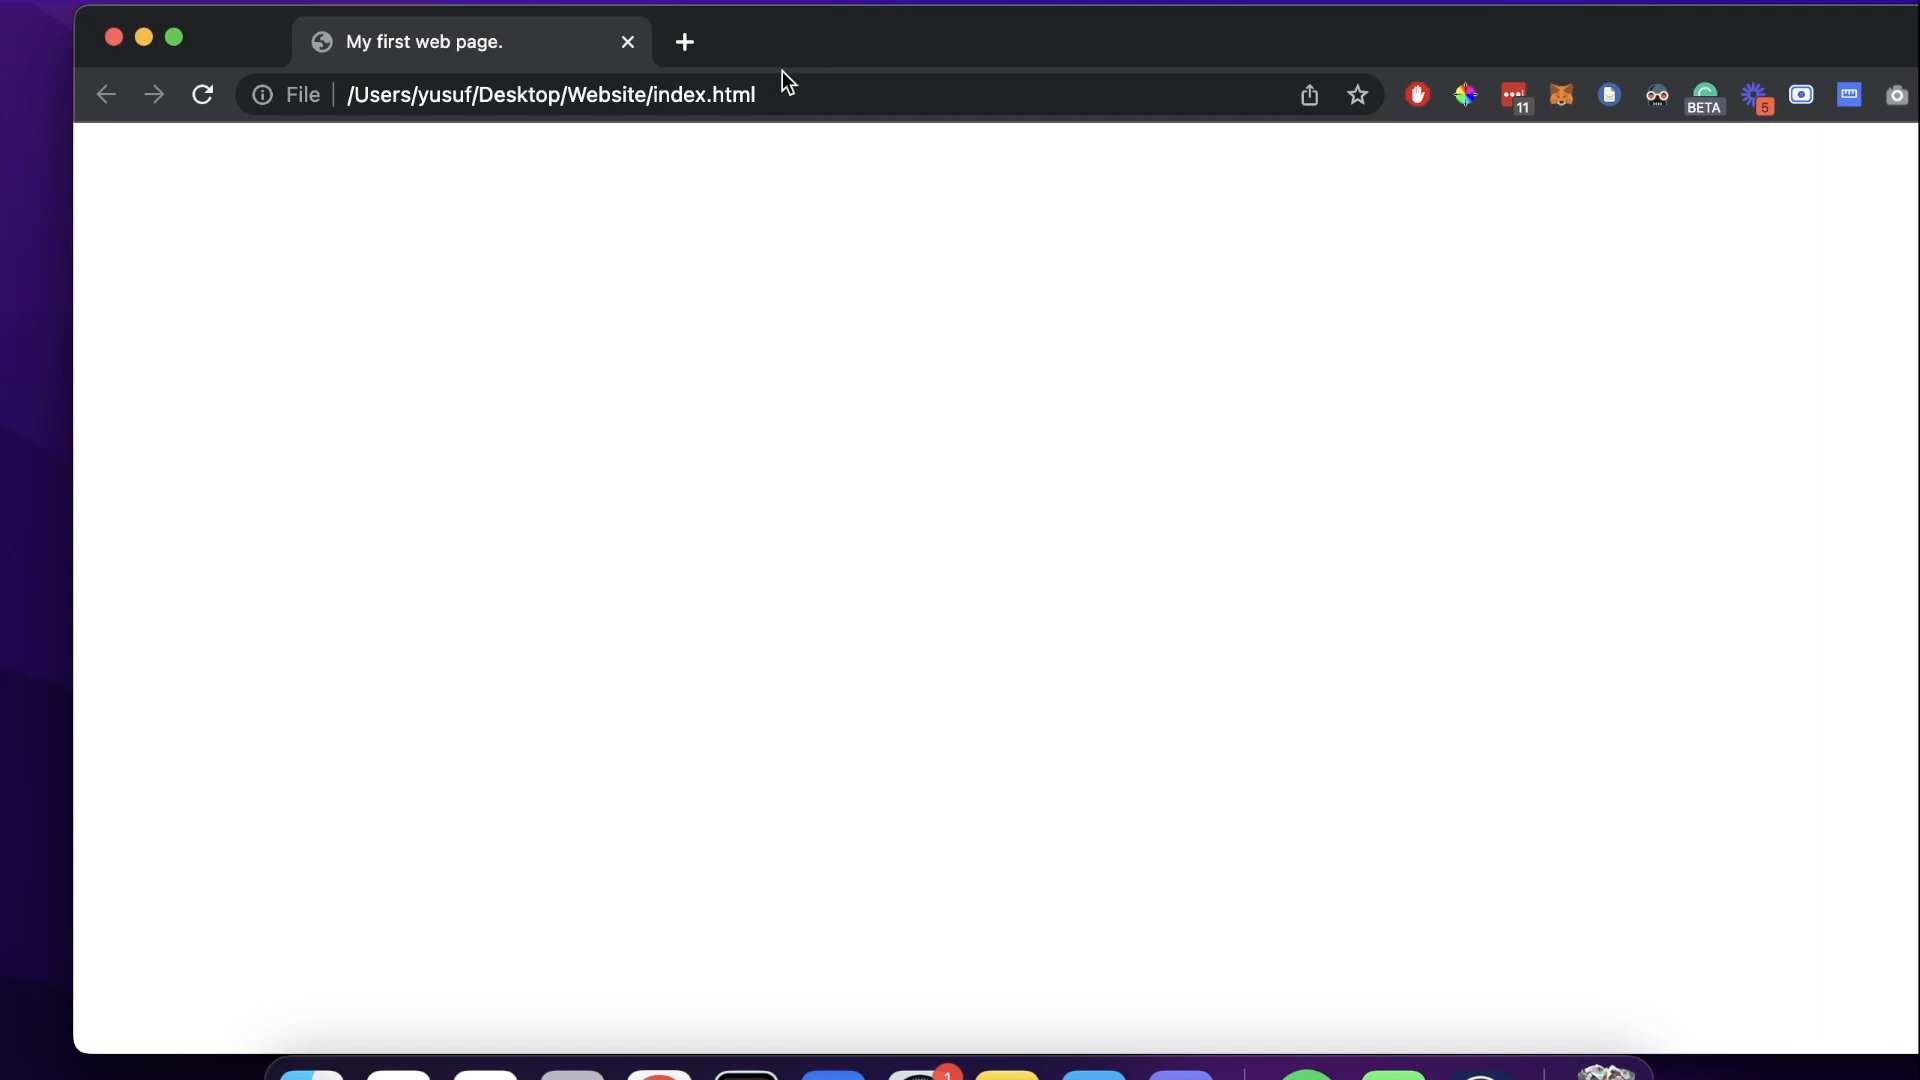 My first web page.
File /Users/yusuf/Desktop/Website/index.html
11
BETA
5
1